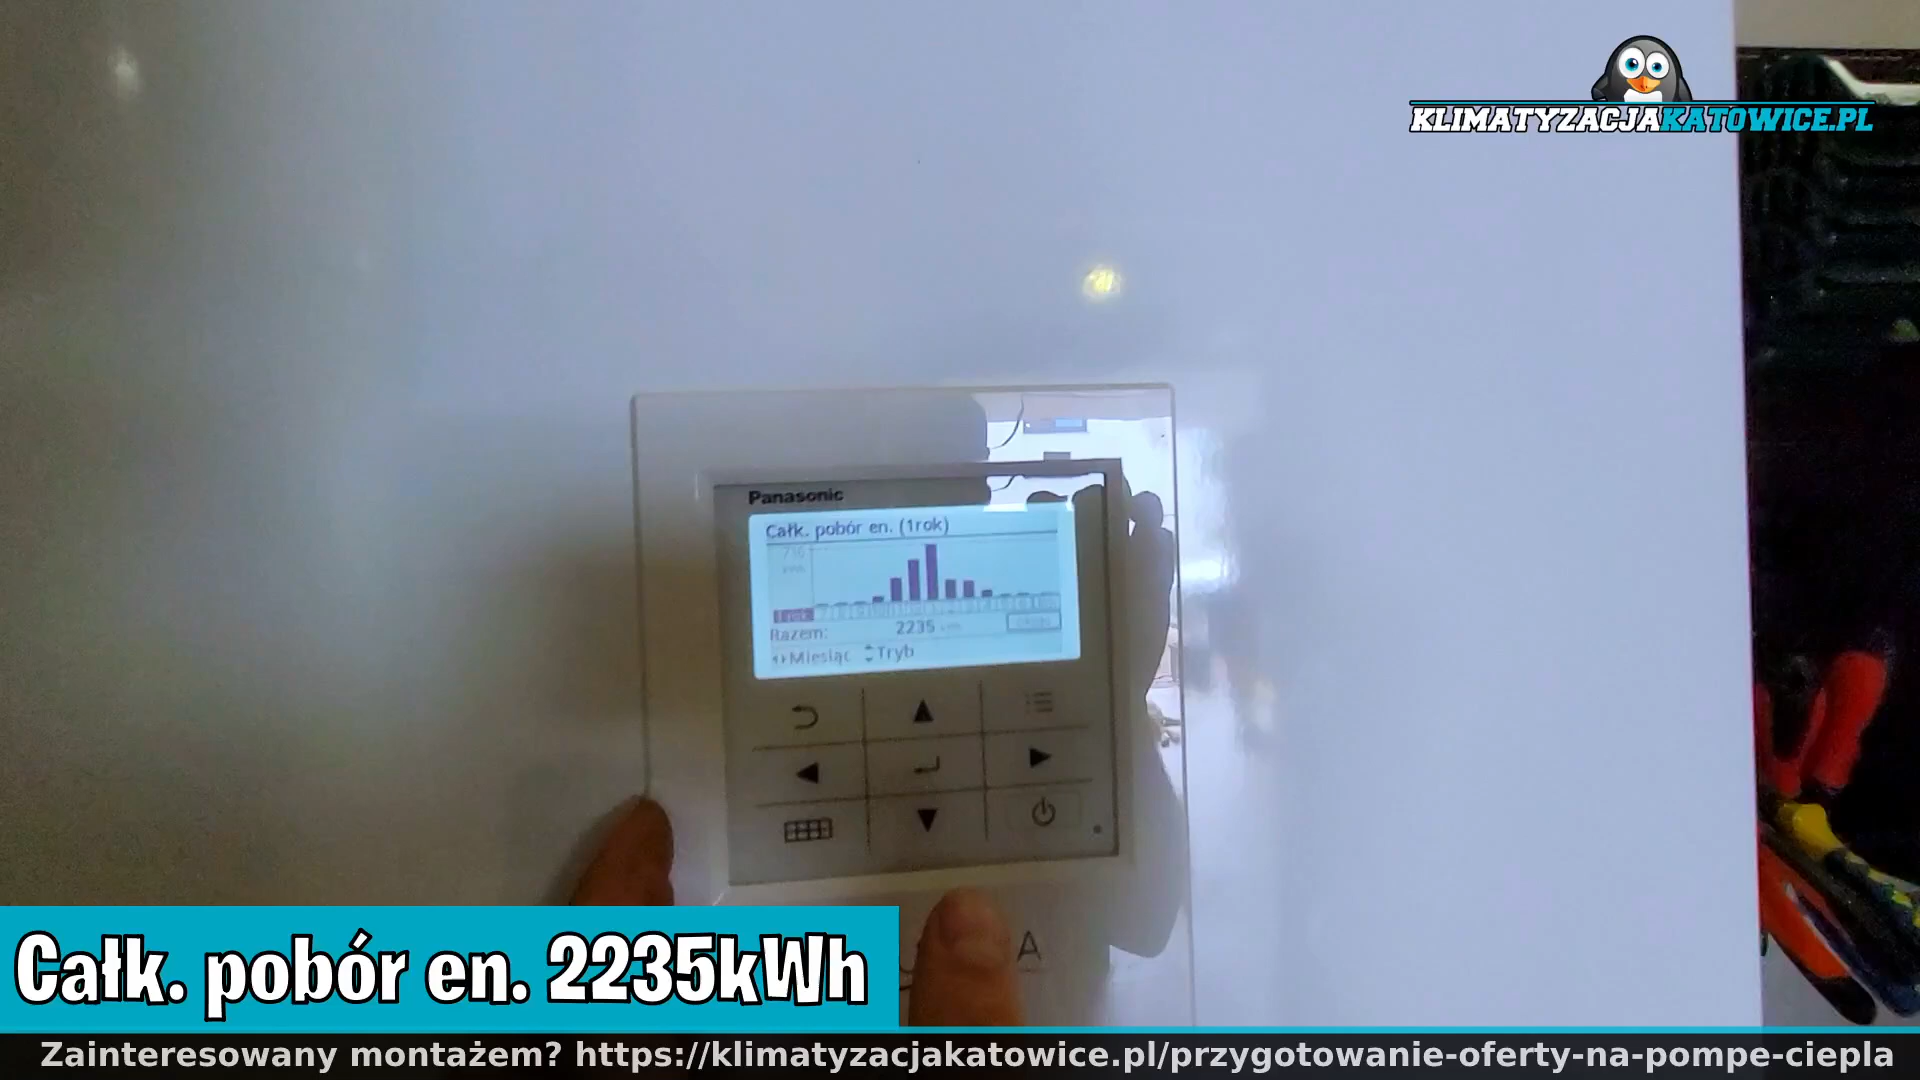 KLIMATYZACJAKATOWICE.PL
Panasonic
Całk. pobór en. (1rok)
Razem: 2235
Miesiąc Tryb
A
Całk. pobór en. 2235kWh
Zainteresowany montażem? https://klimatyzacjakatowice.pl/przygotowanie-oferty-na-pompe-ciepla